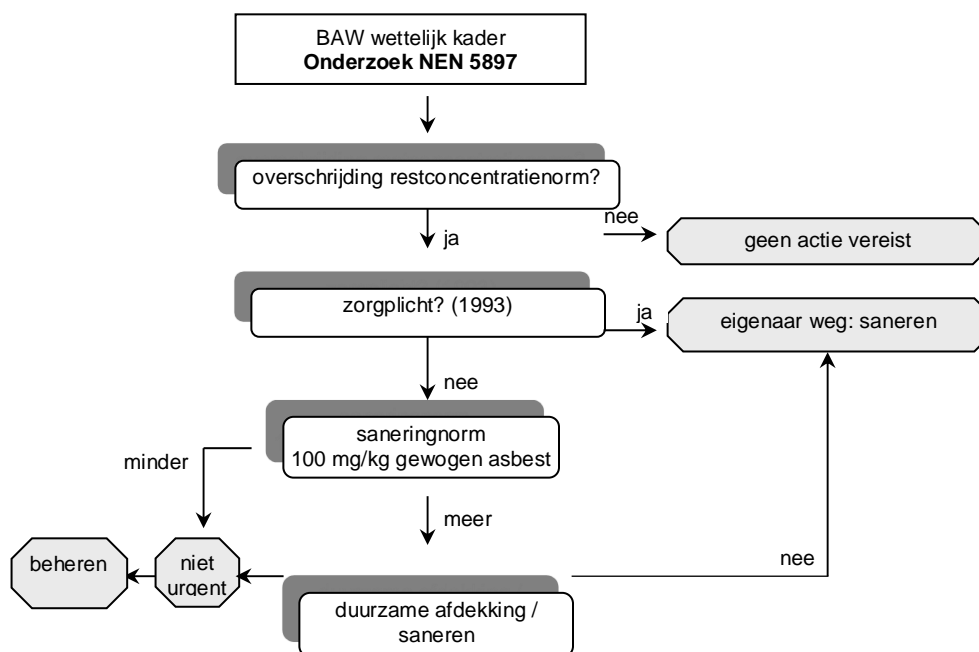 BAW wettelijk kader
Onderzoek NEN 5897
overschrijding restconcentratienorm?
nee
ja
geen actie vereist
zorgplicht? (1993)
ja
eigenaar weg: saneren
nee
saneringnorm
100 mg/kg gewogen asbest
minder
meer
nee
beheren
niet
urgent
duurzame afdekking /
saneren